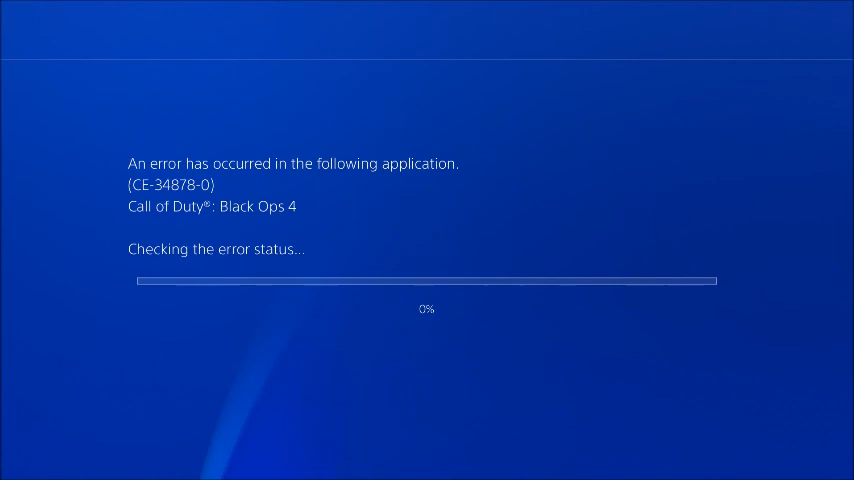 An error has occurred in the following application.
(CE-34878-0)
Call of Duty®: Black Ops 4
Checking the error status...
0%